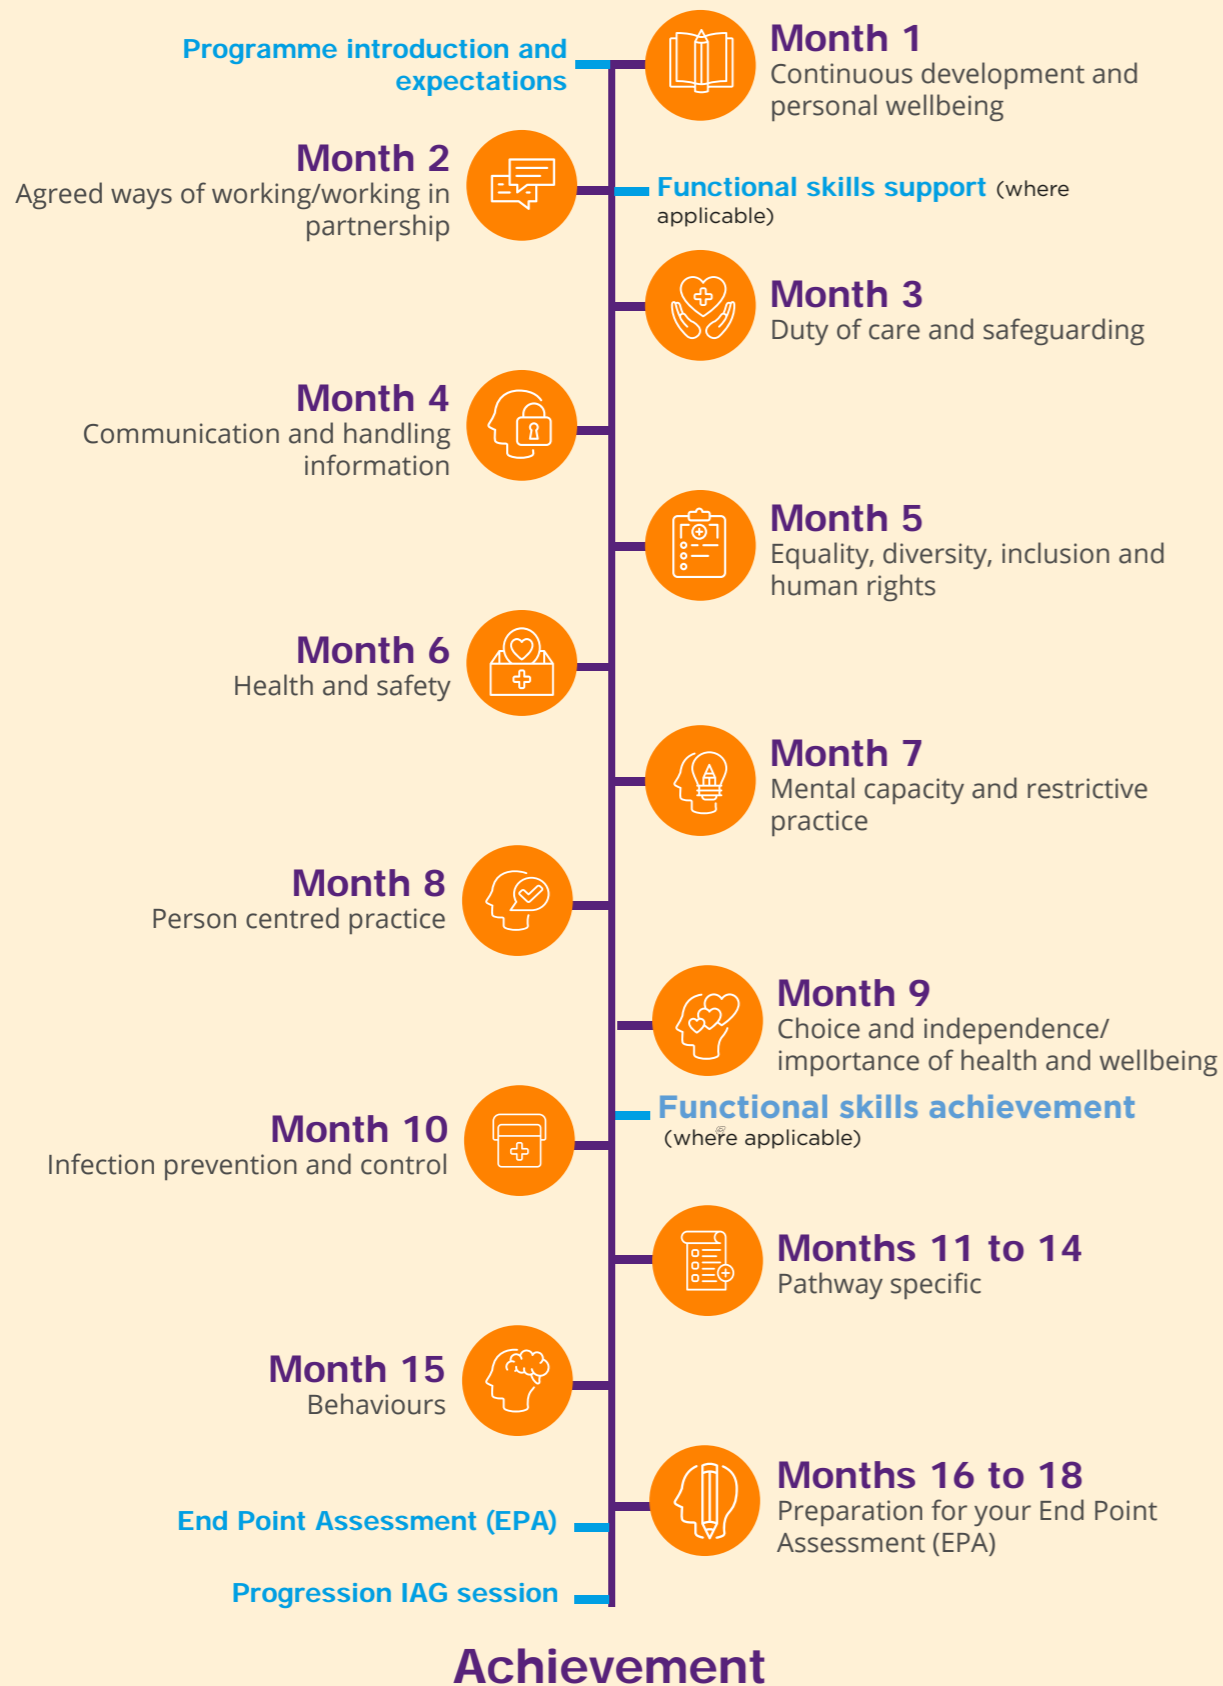 Programme introduction and
expectations
Month 1
Continuous development and
personal wellbeing
Month 2
Agreed ways of working/working in
partnership
Functional skills support (where
applicable)
Month 3
Duty of care and safeguarding
Month 4
Communication and handling
information
Month 5
Equality, diversity, inclusion and
human rights
Month 6
Health and safety
Month 7
Mental capacity and restrictive
practice
Month 8
Person centred practice
Month 9
Choice and independence/
importance of health and wellbeing
Functional skills achievement
(where applicable)
Month 10
Infection prevention and control
Months 11 to 14
Pathway specific
Month 15
Behaviours
Months 16 to 18
Preparation for your End Point
Assessment (EPA)
End Point Assessment (EPA)
Progression IAG session
Achievement